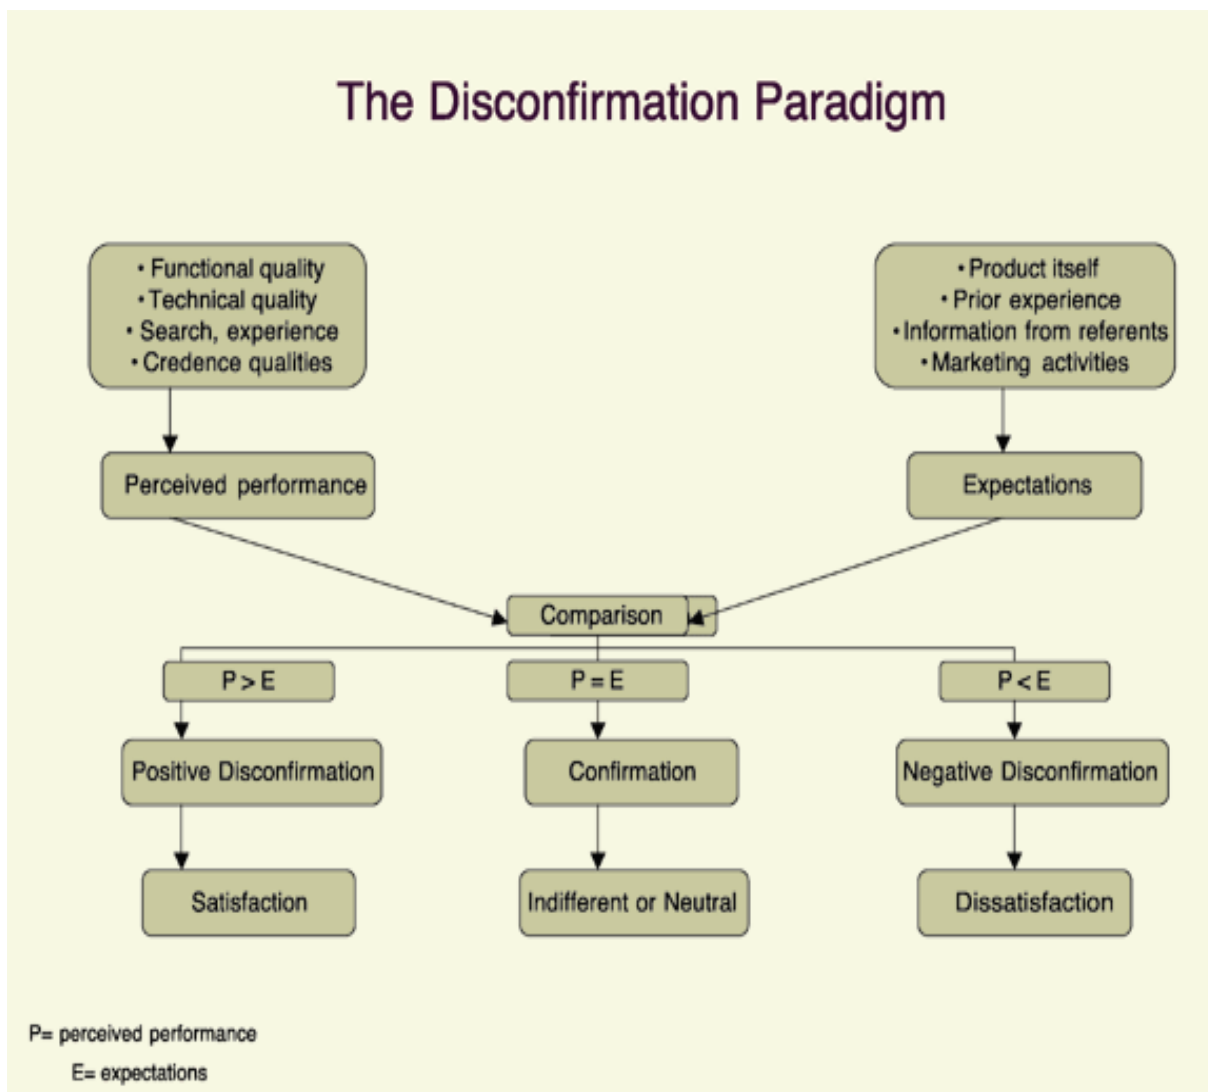 The Disconfirmation Paradigm
• Functional quality
• Technical quality
• Search, experience
• Credence qualities
• Product itself
• Prior experience
• Information from referents
• Marketing activities
Perceived performance
Expectations
Comparison
P > E
P = E
P < E
Positive Disconfirmation
Confirmation
Negative Disconfirmation
Satisfaction
Indifferent or Neutral
Dissatisfaction
P= perceived performance
E= expectations